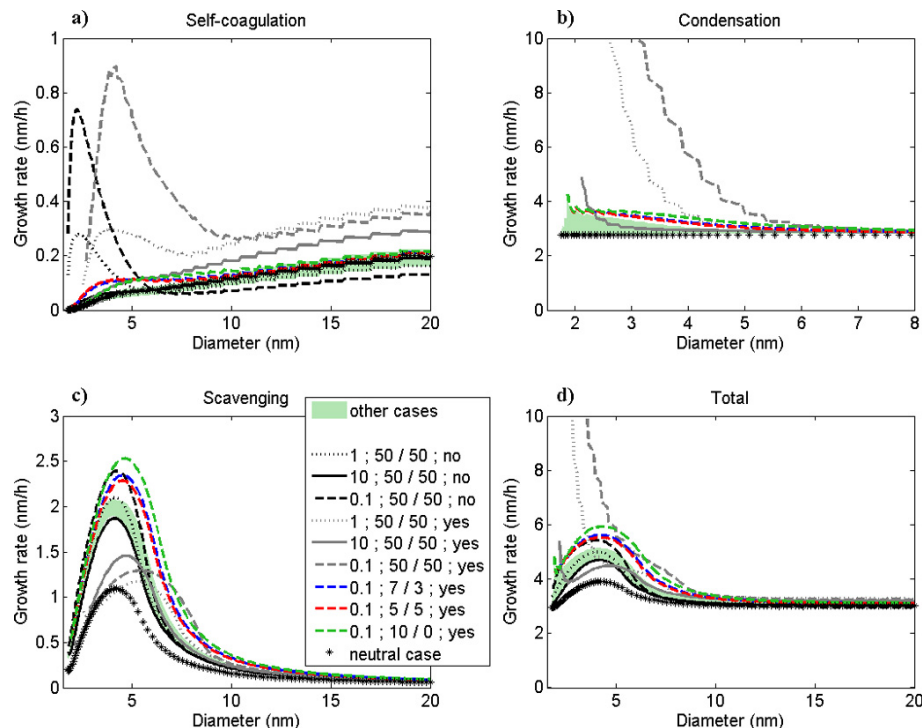 a) Self-coagulation
Growth rate (nm/h)
1
0.8
0.6
0.4
0.2
0
5 10 15 20
Diameter (nm)
b) Condensation
Growth rate (nm/h)
10
8
6
4
2
0
2 3 4 5 6 7 8
Diameter (nm)
c) Scavenging
Growth rate (nm/h)
3
2.5
2
1.5
1
0.5
0
5 10 15 20
Diameter (nm)
other cases
1 ; 50 / 50 ; no
10 ; 50 / 50 ; no
0.1 ; 50 / 50 ; no
1 ; 50 / 50 ; yes
10 ; 50 / 50 ; yes
0.1 ; 50 / 50 ; yes
0.1 ; 7 / 3 ; yes
0.1 ; 5 / 5 ; yes
0.1 ; 10 / 0 ; yes
neutral case
d) Total
Growth rate (nm/h)
10
8
6
4
2
0
5 10 15 20
Diameter (nm)